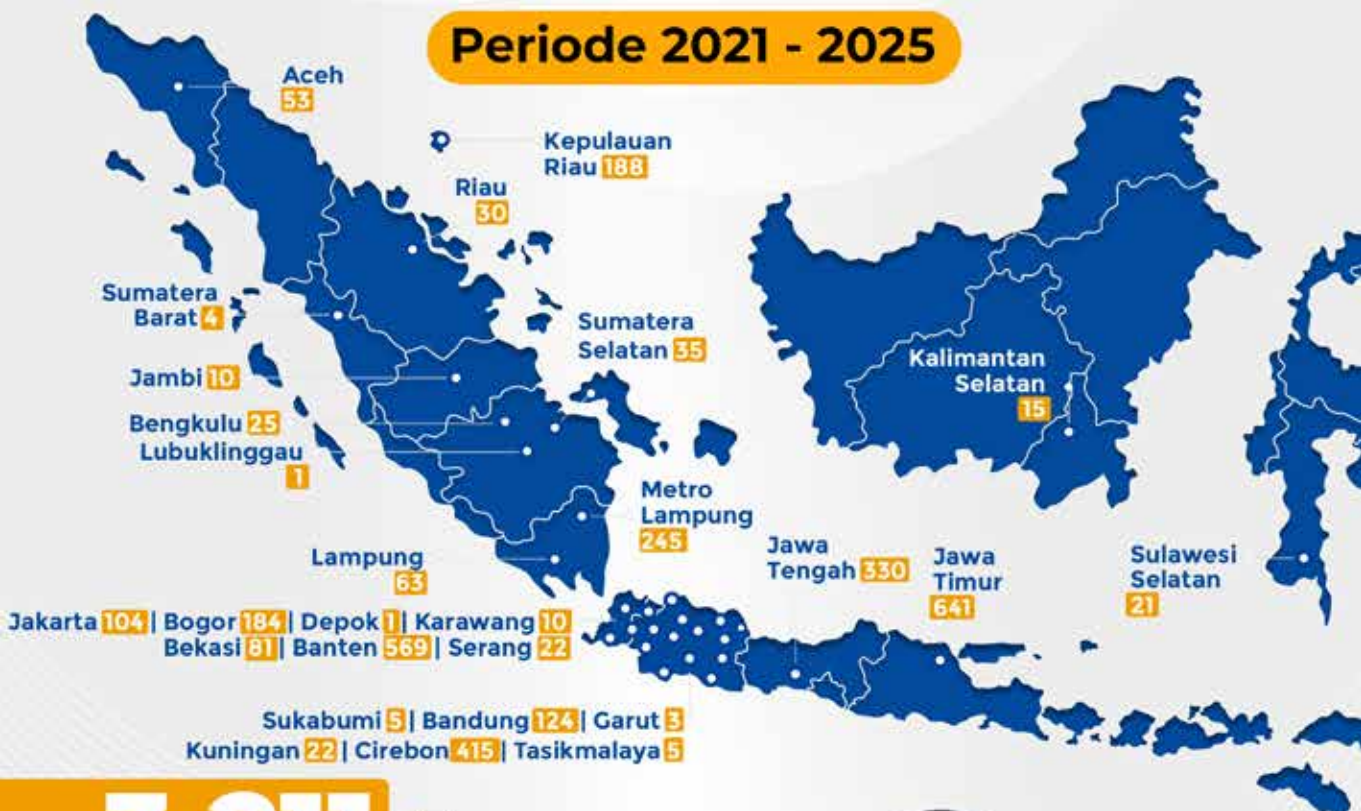 Periode 2021 - 2025
Aceh
53
Kepulauan
Riau 188
Riau
30
Sumatera
Barat 4
Sumatera
Selatan 35
Jambi 10
Bengkulu 25
Lubuklinggau
1
Kalimantan
Selatan
15
Metro
Lampung
245
Lampung
63
Jawa
Tengah 330
Jawa
Timur
641
Sulawesi
Selatan
21
Jakarta 104 | Bogor 184 | Depok 1 | Karawang 10
Bekasi 81 | Banten 569 | Serang 22
Sukabumi 5 | Bandung 124 | Garut 3
Kuningan 22 | Cirebon 415 | Tasikmalaya 5